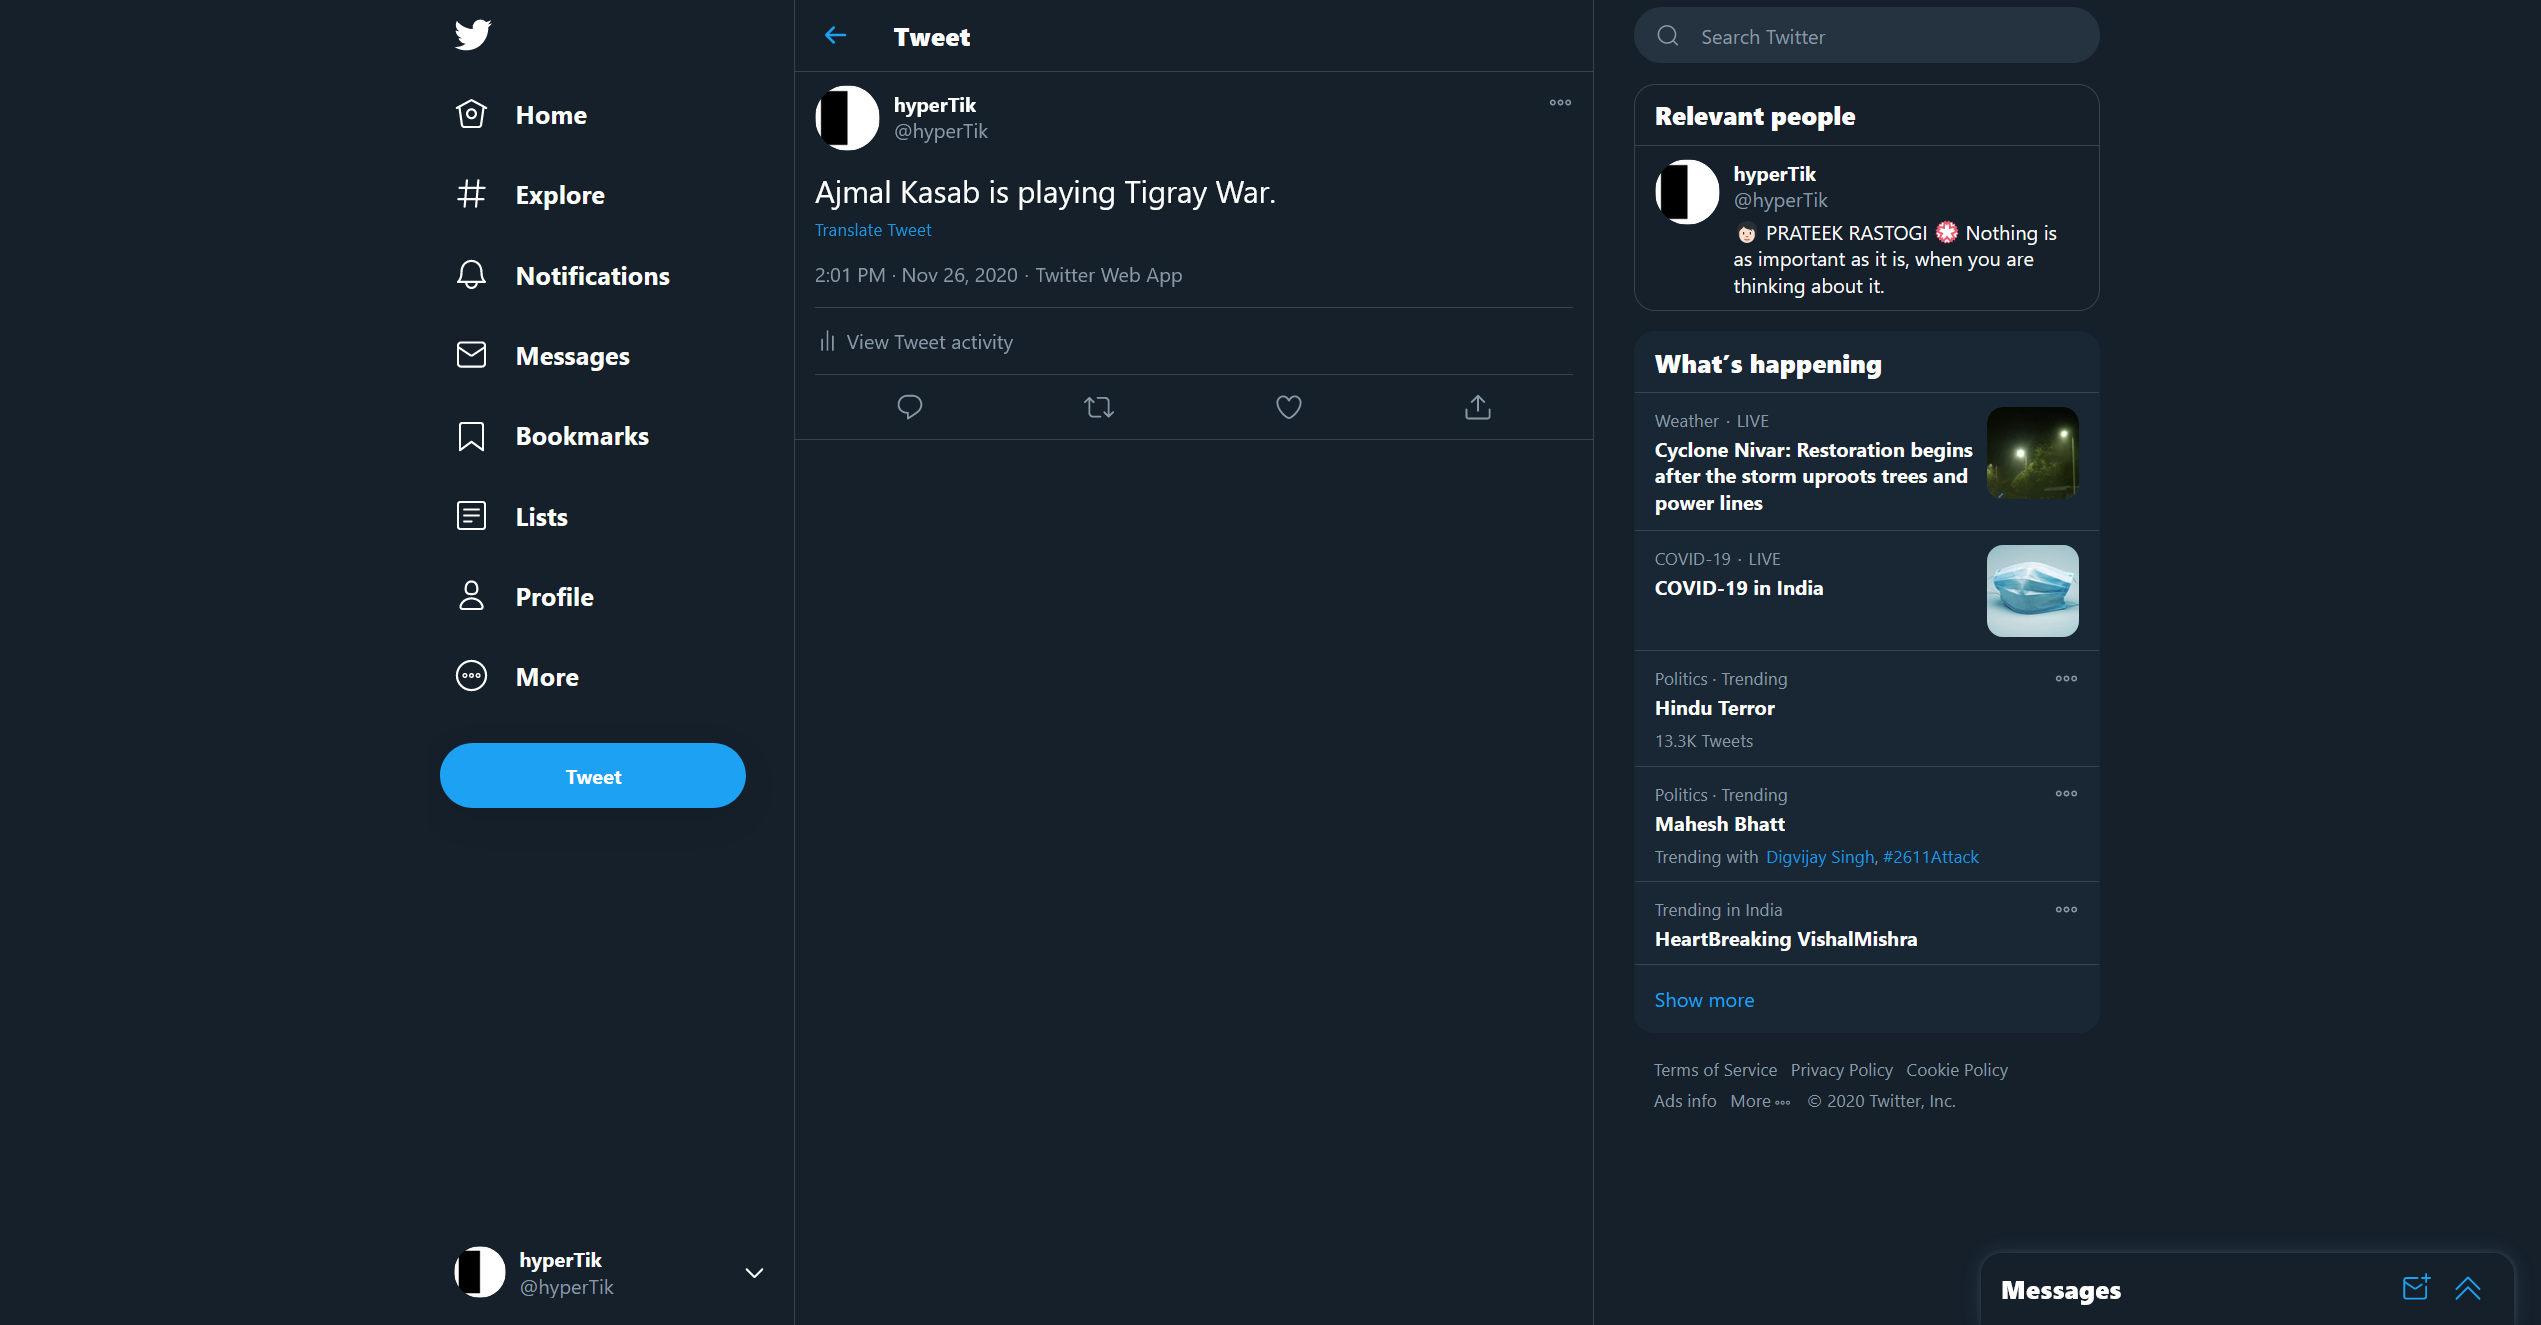 Home
Explore
Notifications
Messages
Bookmarks
Lists
Profile
More
Tweet
hyperTik
@hyperTik
Tweet
hyperTik
@hyperTik
Ajmal Kasab is playing Tigray War.
Translate Tweet
2:01 PM · Nov 26, 2020 · Twitter Web App
View Tweet activity
Search Twitter
Relevant people
hyperTik
@hyperTik
PRATEEK RASTOGI Nothing is
as important as it is, when you are
thinking about it.
What's happening
Weather · LIVE
Cyclone Nivar: Restoration begins
after the storm uproots trees and
power lines
COVID-19 · LIVE
COVID-19 in India
Politics · Trending
Hindu Terror
13.3K Tweets
Politics · Trending
Mahesh Bhatt
Trending with Digvijay Singh, #2611Attack
Trending in India
HeartBreaking VishalMishra
Show more
Terms of Service Privacy Policy Cookie Policy
Ads info More © 2020 Twitter, Inc.
Messages